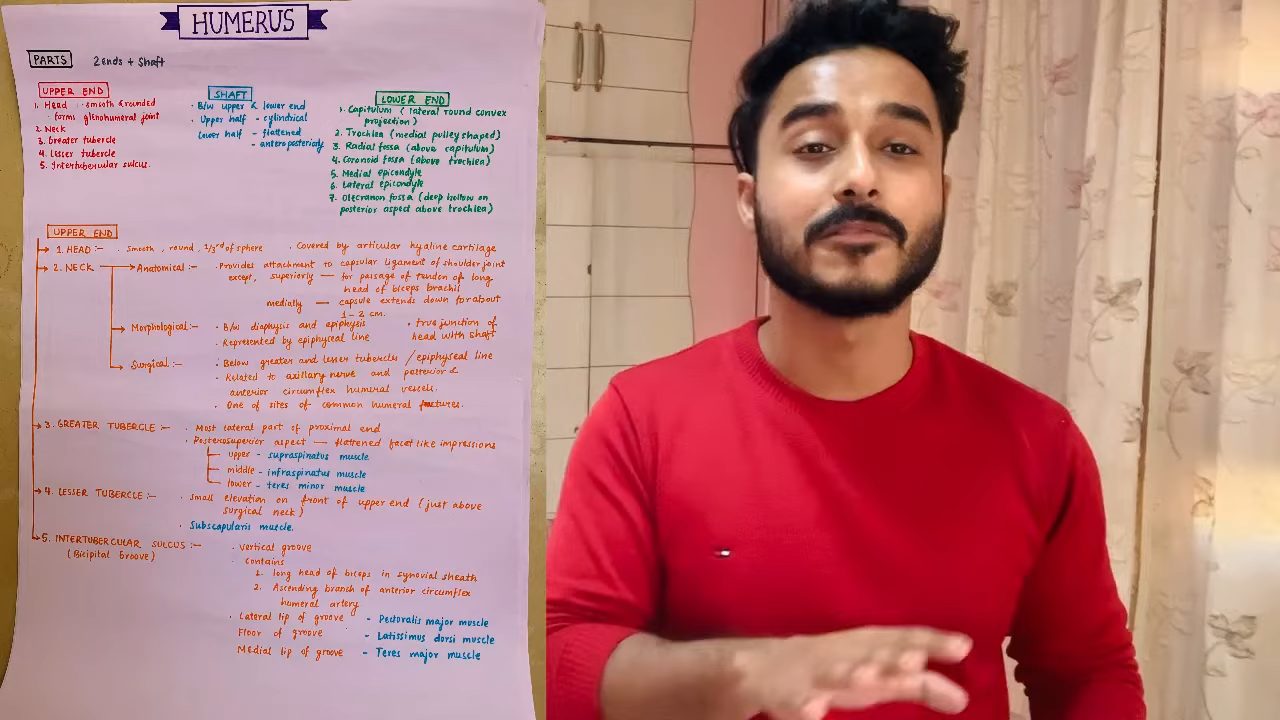 HUMERUS
PARTS 2 ends + Shaft
UPPER END
1. Head : smooth & rounded
forms glenohumeral joint
2. Neck
3. Greater tubercle
4. Lesser tubercle
5. Intertubercular sulcus.
SHAFT
· B/w upper & lower end
· Upper half - cylindrical
Lower half - flattened
- anteroposteriorly
LOWER END
1. Capitulum ( lateral round convex
projection )
2. Trochlea (medial pulley shaped)
3. Radial fossa (above capitulum)
4. Coronoid fossa (above trochlea)
5. Medial epicondyle
6. Lateral epicondyle
7. Olecranon fossa (deep hollow on
posterior aspect above trochlea)
UPPER END
1. HEAD :- · smooth , round , 1/3rd of sphere · Covered by articular hyaline cartilage
2. NECK Anatomical :- · Provides attachment to capsular ligament of shoulder joint
except, superiorly — for passage of tendon of long
head of biceps brachii
medially — capsule extends down for about
1-2 cm.
Morphological :- · B/w diaphysis and epiphysis · true junction of
· Represented by epiphyseal line head with shaft
Surgical :- · Below greater and lesser tubercles / epiphyseal line
· Related to axillary nerve and posterior &
anterior circumflex humeral vessels.
· One of sites of common humeral fractures.
3. GREATER TUBERCLE :- · Most lateral part of proximal end
· Posterosuperior aspect — flattened facet like impressions
upper - supraspinatus muscle
middle - infraspinatus muscle
lower - teres minor muscle
4. LESSER TUBERCLE :- · Small elevation on front of upper end ( just above
surgical neck )
· Subscapularis muscle.
5. INTERTUBERCULAR SULCUS :- · Vertical groove
(Bicipital Groove) · contains
1. long head of biceps in synovial sheath
2. Ascending branch of anterior circumflex
humeral artery
· Lateral lip of groove - Pectoralis major muscle
Floor of groove - Latissimus dorsi muscle
Medial lip of groove - Teres major muscle